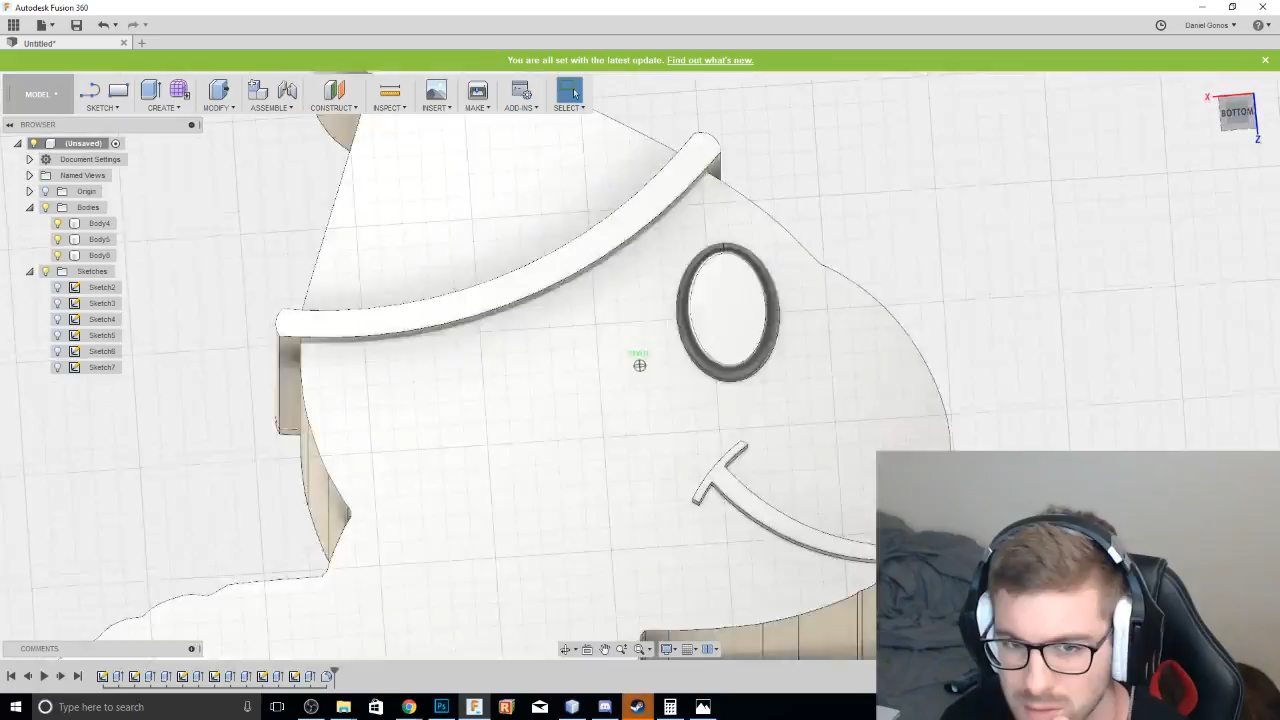 Autodesk Fusion 360
Daniel Gonos
Untitled*
You are all set with the latest update. Find out what's new.
MODEL
SKETCH
CREATE
MODIFY
ASSEMBLE
CONSTRUCT
INSPECT
INSERT
MAKE
ADD-INS
SELECT
BROWSER
(Unsaved)
Document Settings
Named Views
Origin
Bodies
Body4
Body5
Body6
Sketches
Sketch2
Sketch3
Sketch4
Sketch5
Sketch6
Sketch7
X
BOTTOM
Z
COMMENTS
Type here to search